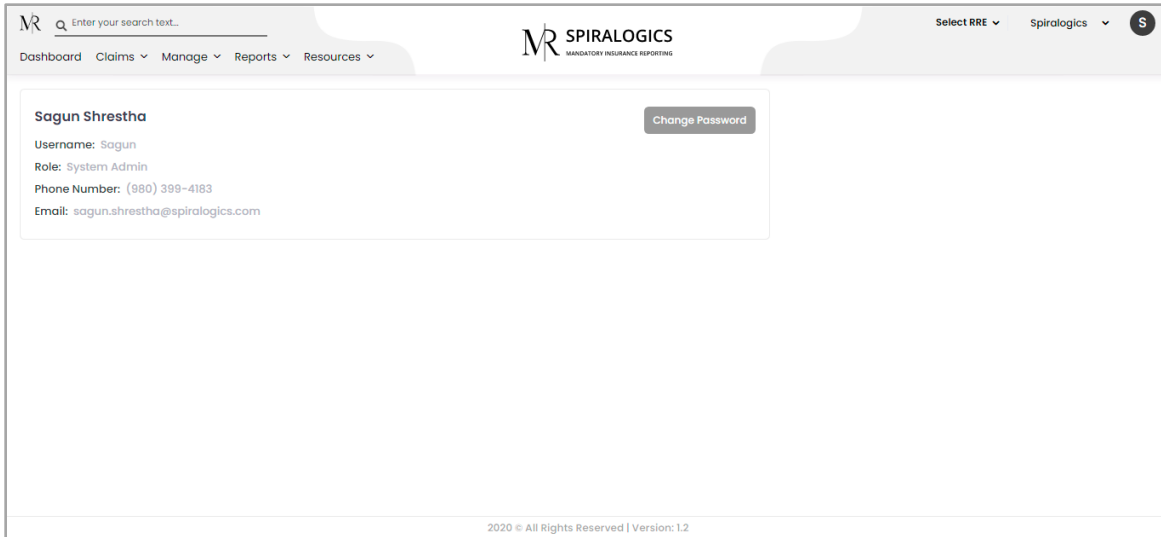 MR Enter your search text...
SPIRALOGICS
MANDATORY INSURANCE REPORTING
Select RRE Spiralogics S
Dashboard Claims Manage Reports Resources
Sagun Shrestha
Change Password
Username: Sagun
Role: System Admin
Phone Number: (980) 399-4183
Email: sagun.shrestha@spiralogics.com
2020 © All Rights Reserved | Version: 1.2